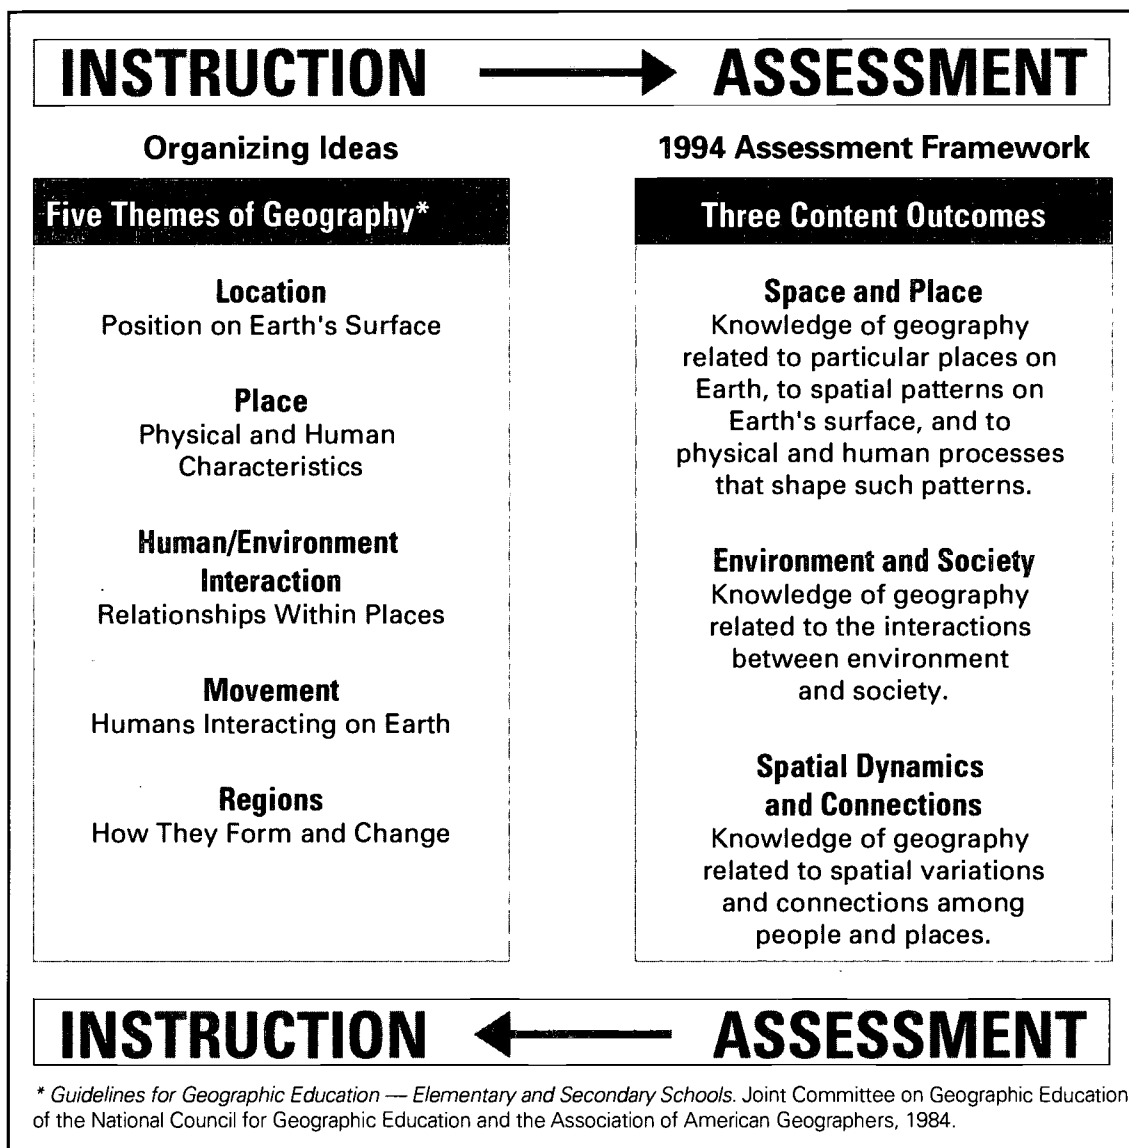 INSTRUCTION → ASSESSMENT
Organizing Ideas
Five Themes of Geography*
Location
Position on Earth's Surface
Place
Physical and Human
Characteristics
Human/Environment
Interaction
Relationships Within Places
Movement
Humans Interacting on Earth
Regions
How They Form and Change
1994 Assessment Framework
Three Content Outcomes
Space and Place
Knowledge of geography
related to particular places on
Earth, to spatial patterns on
Earth's surface, and to
physical and human processes
that shape such patterns.
Environment and Society
Knowledge of geography
related to the interactions
between environment
and society.
Spatial Dynamics
and Connections
Knowledge of geography
related to spatial variations
and connections among
people and places.
INSTRUCTION ← ASSESSMENT
* Guidelines for Geographic Education — Elementary and Secondary Schools. Joint Committee on Geographic Education
of the National Council for Geographic Education and the Association of American Geographers, 1984.